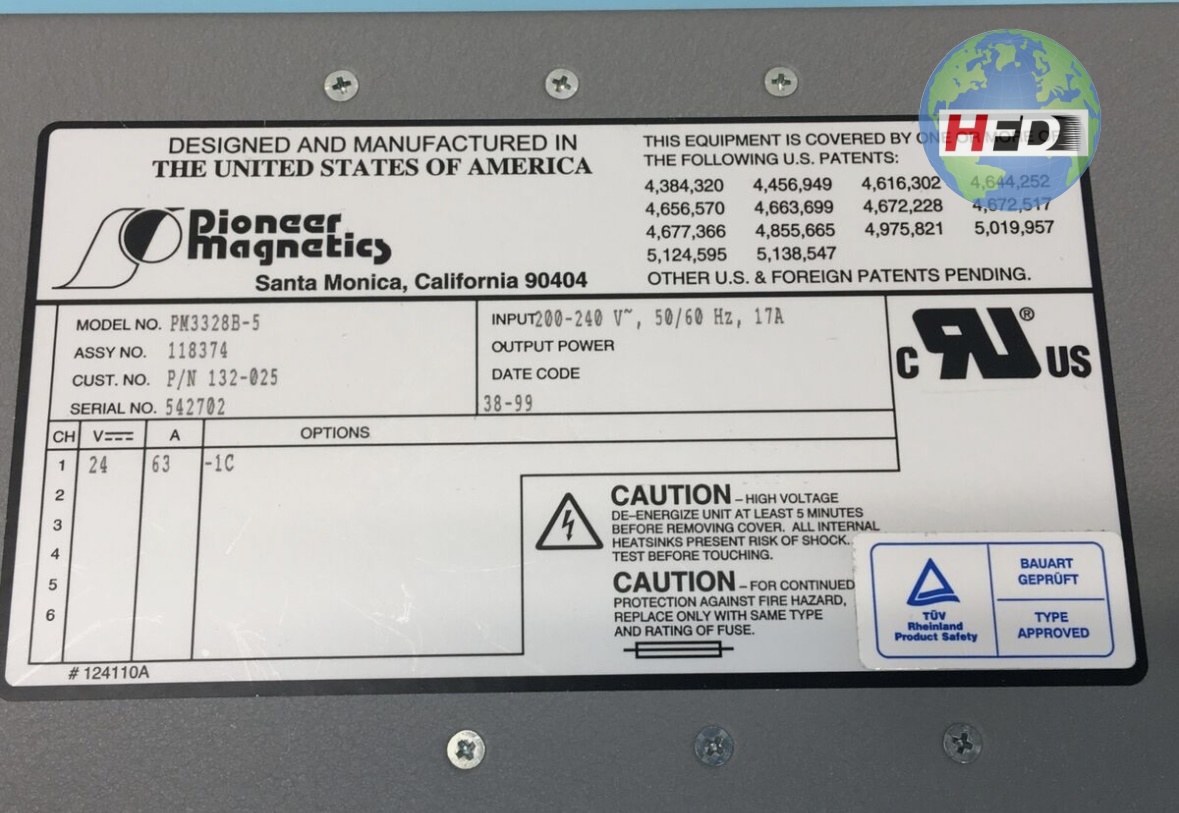 DESIGNED AND MANUFACTURED IN
THE UNITED STATES OF AMERICA
Pioneer
Magnetics
Santa Monica, California 90404
THIS EQUIPMENT IS COVERED BY ONE OR MORE OF
THE FOLLOWING U.S. PATENTS:
4,384,320 4,456,949 4,616,302 4,644,252
4,656,570 4,663,699 4,672,228 4,672,517
4,677,366 4,855,665 4,975,821 5,019,957
5,124,595 5,138,547
OTHER U.S. & FOREIGN PATENTS PENDING.
HED
MODEL NO. PM3328B-5
ASSY NO. 118374
CUST. NO. P/N 132-025
SERIAL NO. 542702
INPUT 200-240 V~, 50/60 Hz, 17A
OUTPUT POWER
DATE CODE
38-99
C RU ® US
CH V A OPTIONS
1 24 63 -1C
2
3
4
5
6
CAUTION – HIGH VOLTAGE
DE–ENERGIZE UNIT AT LEAST 5 MINUTES
BEFORE REMOVING COVER. ALL INTERNAL
HEATSINKS PRESENT RISK OF SHOCK.
TEST BEFORE TOUCHING.
CAUTION – FOR CONTINUED
PROTECTION AGAINST FIRE HAZARD,
REPLACE ONLY WITH SAME TYPE
AND RATING OF FUSE.
TÜV
Rheinland
Product Safety
BAUART
GEPRÜFT
TYPE
APPROVED
# 124110A